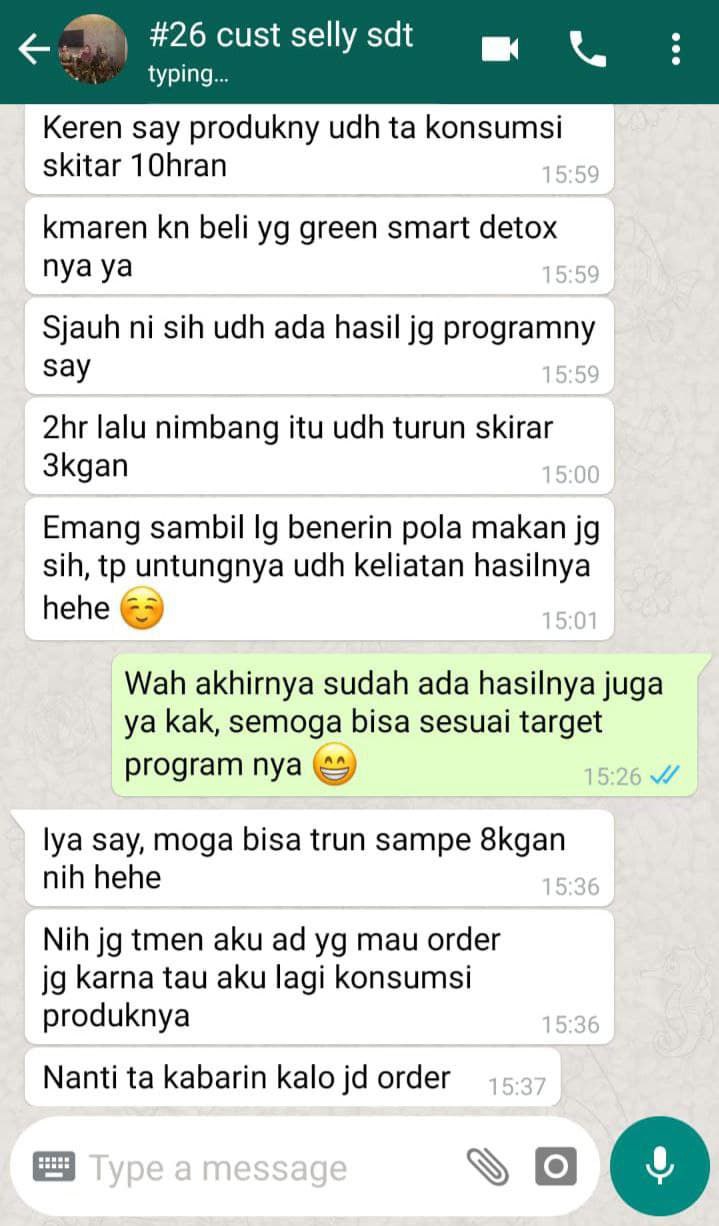 #26 cust selly sdt
typing...
Keren say produkny udh ta konsumsi
skitar 10hran
15:59
kmaren kn beli yg green smart detox
nya ya
15:59
Sjauh ni sih udh ada hasil jg programny
say
15:59
2hr lalu nimbang itu udh turun skirar
3kgan
15:00
Emang sambil lg benerin pola makan jg
sih, tp untungnya udh keliatan hasilnya
hehe ☺️
15:01
Wah akhirnya sudah ada hasilnya juga
ya kak, semoga bisa sesuai target
program nya 😁
15:26
Iya say, moga bisa trun sampe 8kgan
nih hehe
15:36
Nih jg tmen aku ad yg mau order
jg karna tau aku lagi konsumsi
produknya
15:36
Nanti ta kabarin kalo jd order
15:37
Type a message